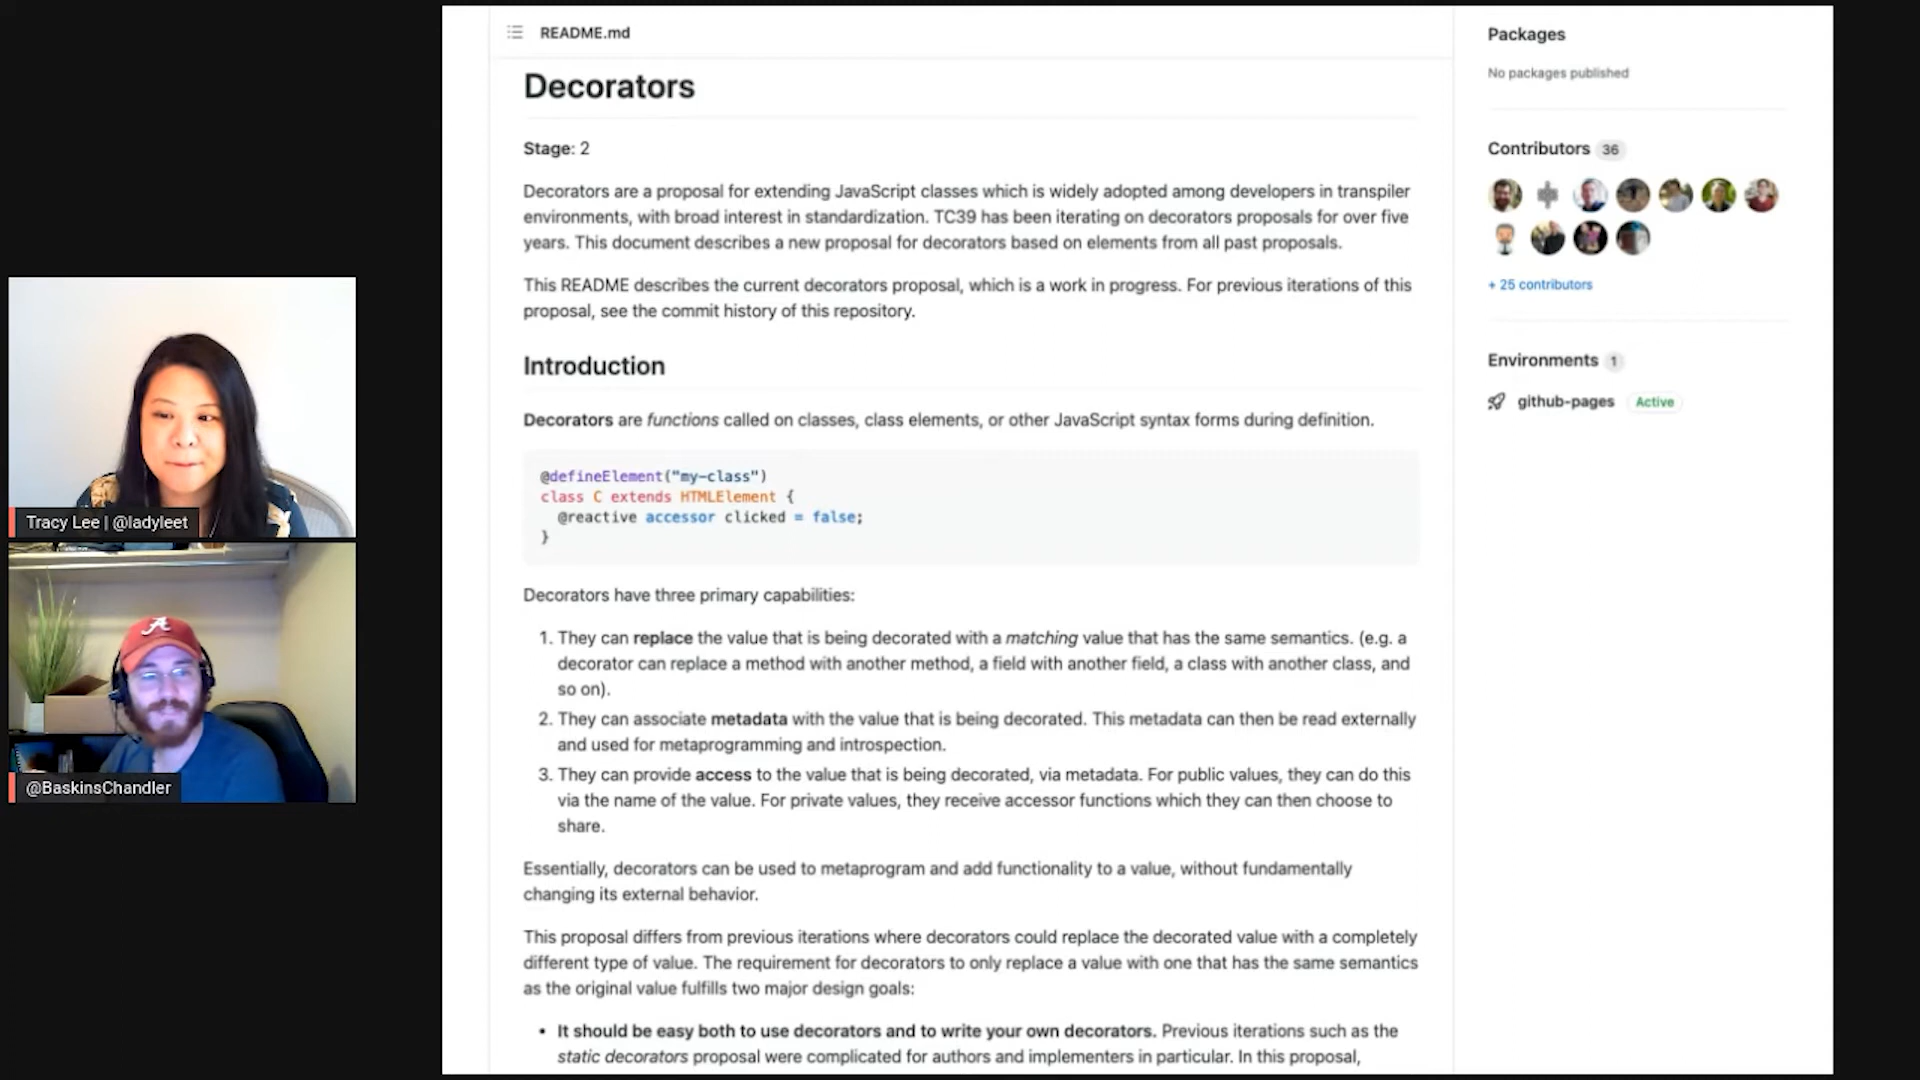 README.md
Decorators
Stage: 2
Decorators are a proposal for extending JavaScript classes which is widely adopted among developers in transpiler
environments, with broad interest in standardization. TC39 has been iterating on decorators proposals for over five
years. This document describes a new proposal for decorators based on elements from all past proposals.
This README describes the current decorators proposal, which is a work in progress. For previous iterations of this
proposal, see the commit history of this repository.
Introduction
Decorators are functions called on classes, class elements, or other JavaScript syntax forms during definition.
@defineElement("my-class")
class C extends HTMLElement {
@reactive accessor clicked = false;
}
Decorators have three primary capabilities:
1. They can replace the value that is being decorated with a matching value that has the same semantics. (e.g. a
decorator can replace a method with another method, a field with another field, a class with another class, and
so on).
2. They can associate metadata with the value that is being decorated. This metadata can then be read externally
and used for metaprogramming and introspection.
3. They can provide access to the value that is being decorated, via metadata. For public values, they can do this
via the name of the value. For private values, they receive accessor functions which they can then choose to
share.
Essentially, decorators can be used to metaprogram and add functionality to a value, without fundamentally
changing its external behavior.
This proposal differs from previous iterations where decorators could replace the decorated value with a completely
different type of value. The requirement for decorators to only replace a value with one that has the same semantics
as the original value fulfills two major design goals:
• It should be easy both to use decorators and to write your own decorators. Previous iterations such as the
static decorators proposal were complicated for authors and implementers in particular. In this proposal,
Packages
No packages published
Contributors 36
+ 25 contributors
Environments 1
github-pages Active
Tracy Lee | @ladyleet
A
@BaskinsChandler